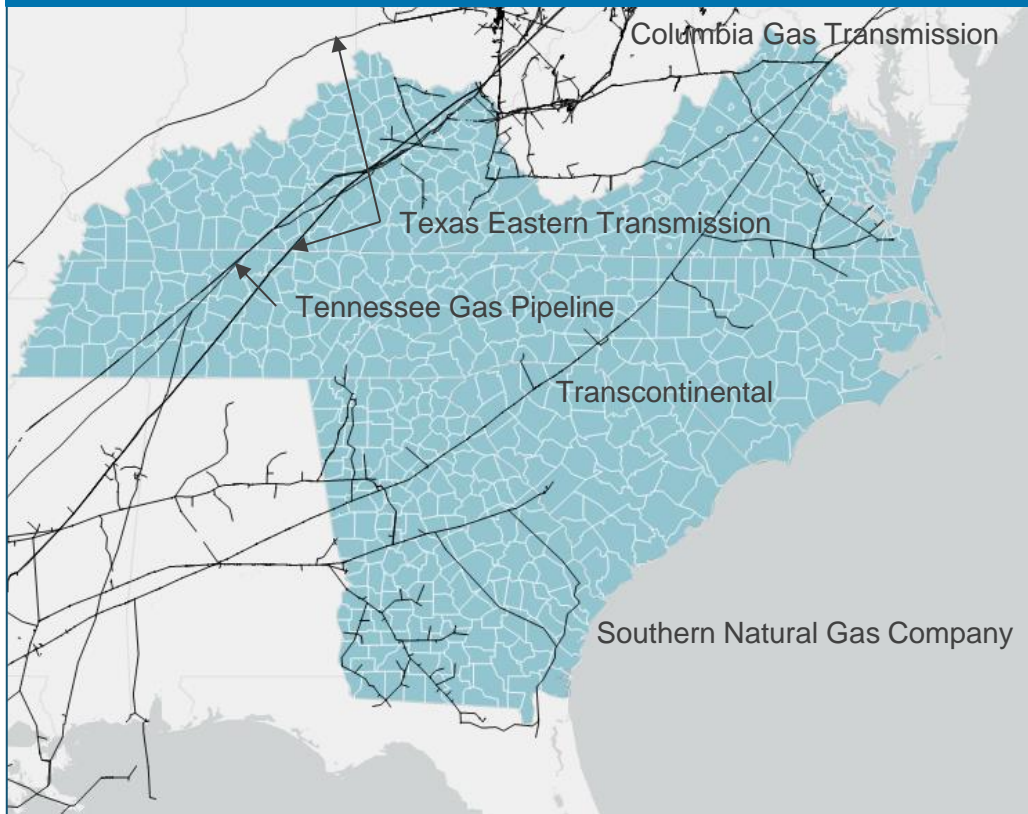 Columbia Gas Transmission
Texas Eastern Transmission
Tennessee Gas Pipeline
Transcontinental
Southern Natural Gas Company